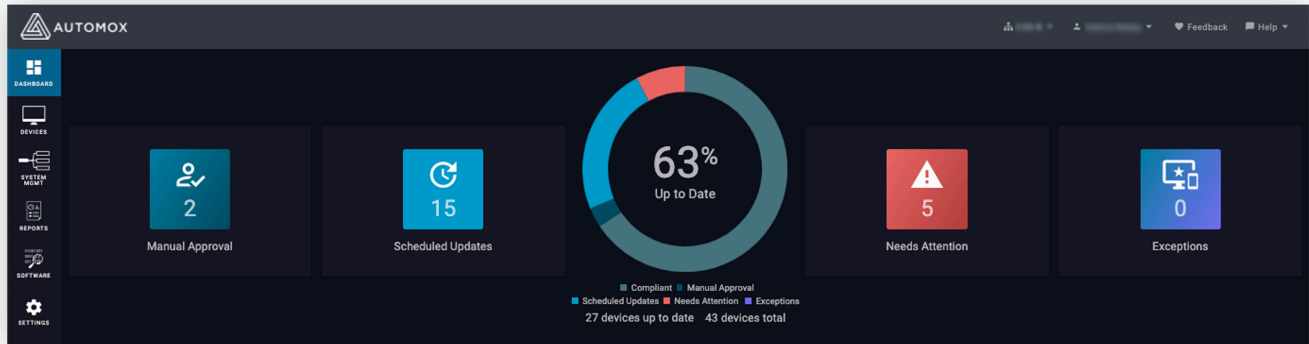 AUTOMOX
Feedback
Help
DASHBOARD
DEVICES
SYSTEM
MGMT
REPORTS
SOFTWARE
SETTINGS
2
Manual Approval
15
Scheduled Updates
63%
Up to Date
Compliant Manual Approval
Scheduled Updates Needs Attention Exceptions
27 devices up to date 43 devices total
5
Needs Attention
0
Exceptions